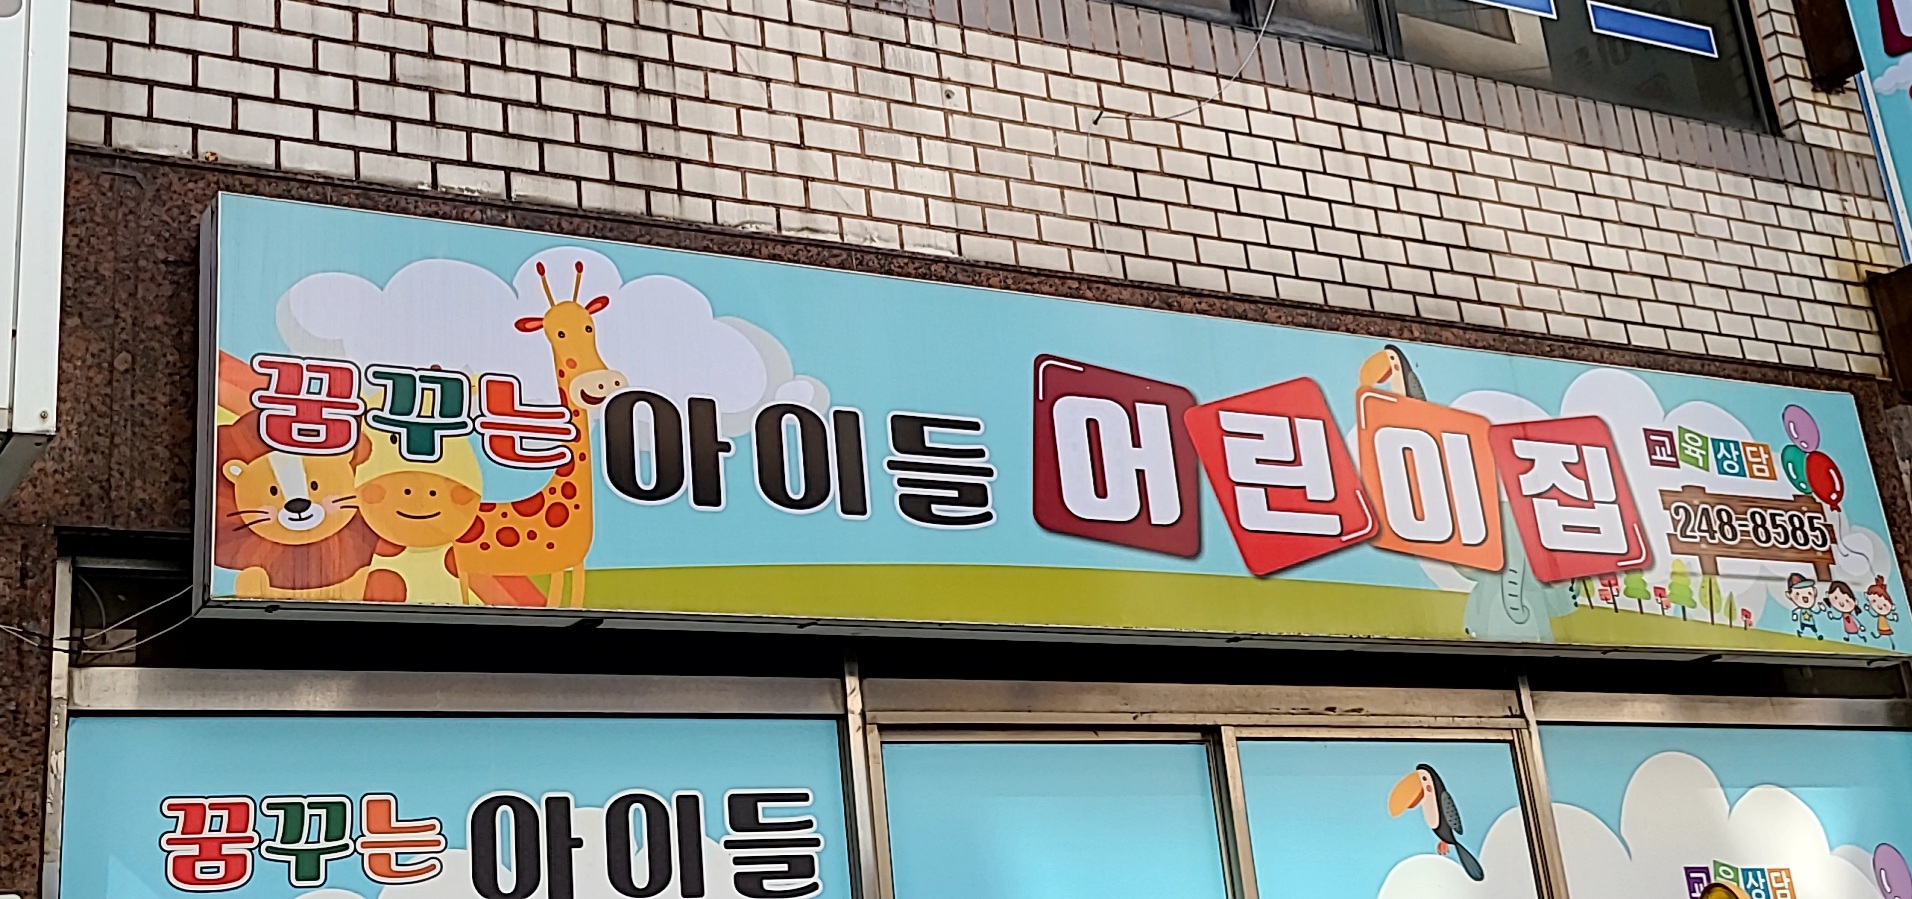 꿈꾸는 아이들 어린이집
교육상담
248-8585
꿈꾸는 아이들
교육상담